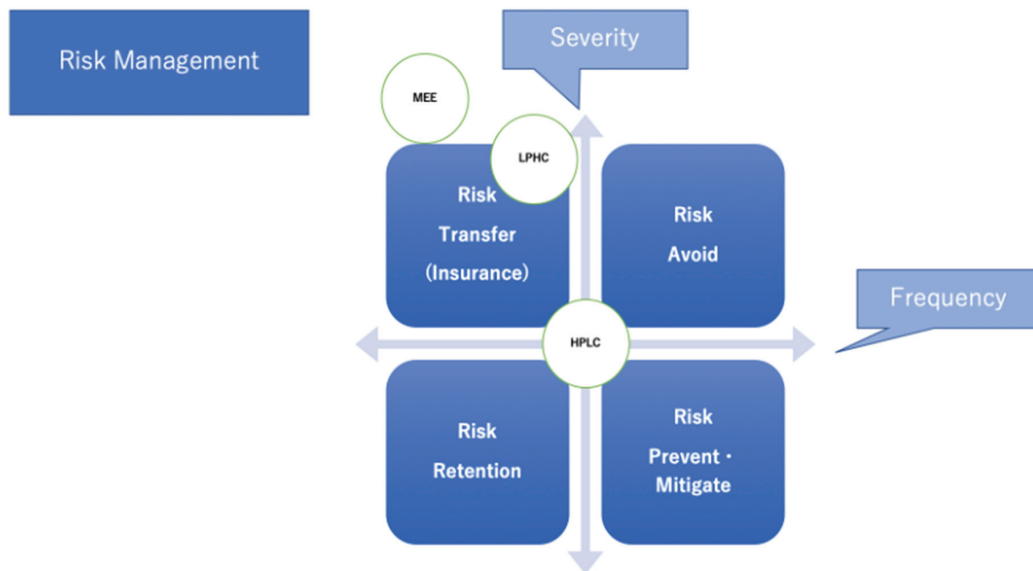 Risk Management
Severity
MEE
LPHC
Risk
Transfer
(Insurance)
Risk
Avoid
Frequency
HPLC
Risk
Retention
Risk
Prevent・
Mitigate